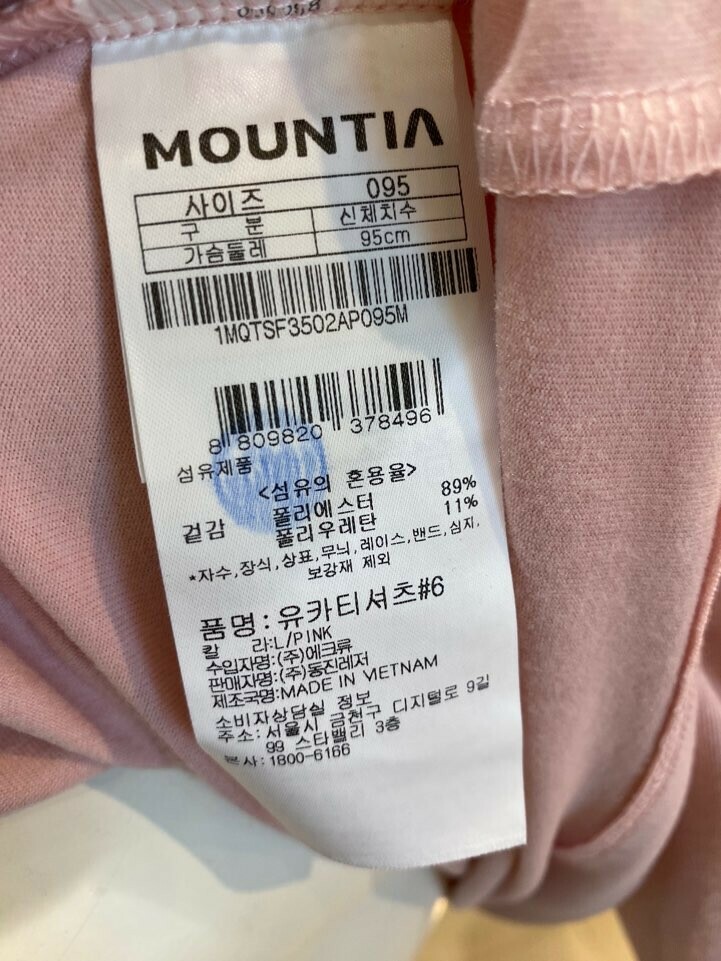 MOUNTIA
사이즈 095
구 분 신체치수
가슴둘레 95cm
1MQTSF3502AP095M
8 809820 378496
섬유제품
<섬유의 혼용율>
겉감 폴리에스터 89%
폴리우레탄 11%
*자수,장식,상표,무늬,레이스,밴드,심지,
보강재 제외
품명:유카티셔츠#6
칼 라:L/PINK
수입자명:(주)에크류
판매자명:(주)동진레저
제조국명:MADE IN VIETNAM
소비자상담실 정보
주소:서울시 금천구 디지털로 9길
99 스타밸리 3층
본사:1800-6166